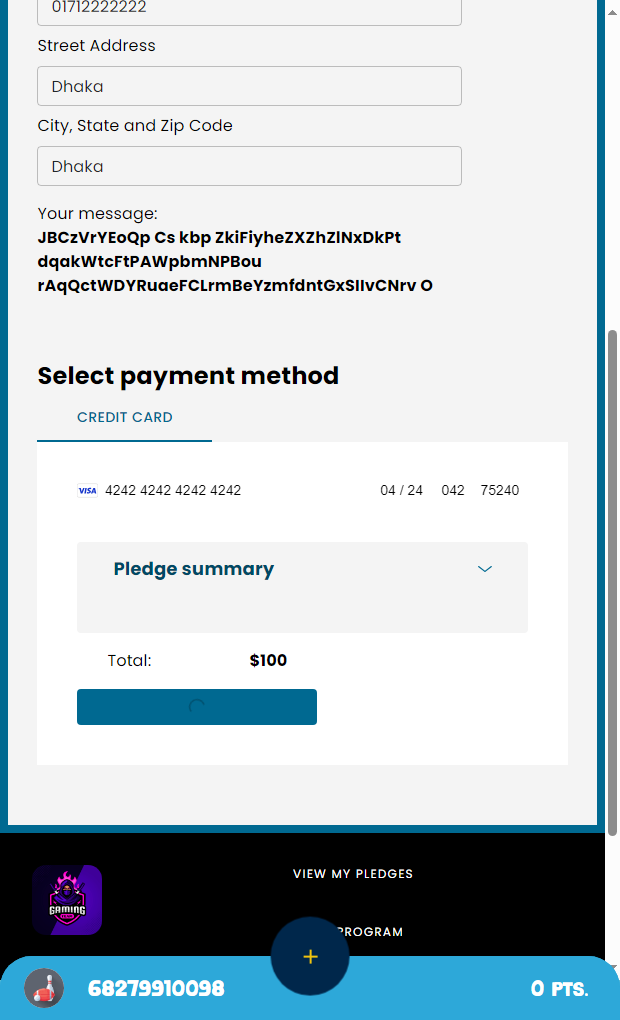 01712222222
Street Address
Dhaka
City, State and Zip Code
Dhaka
Your message:
JBCzVrYEoQp Cs kbp ZkiFiyheZXZhZlNxDkPt
dqakWtcFtPAWpbmNPBou
rAqQctWDYRuaeFCLrmBeYzmfdntGxSIIvCNrv O
Select payment method
CREDIT CARD
VISA 4242 4242 4242 4242 04 / 24 042 75240
Pledge summary
Total: $100
VIEW MY PLEDGES
GAMING
PROGRAM
+
68279910098 0 PTS.